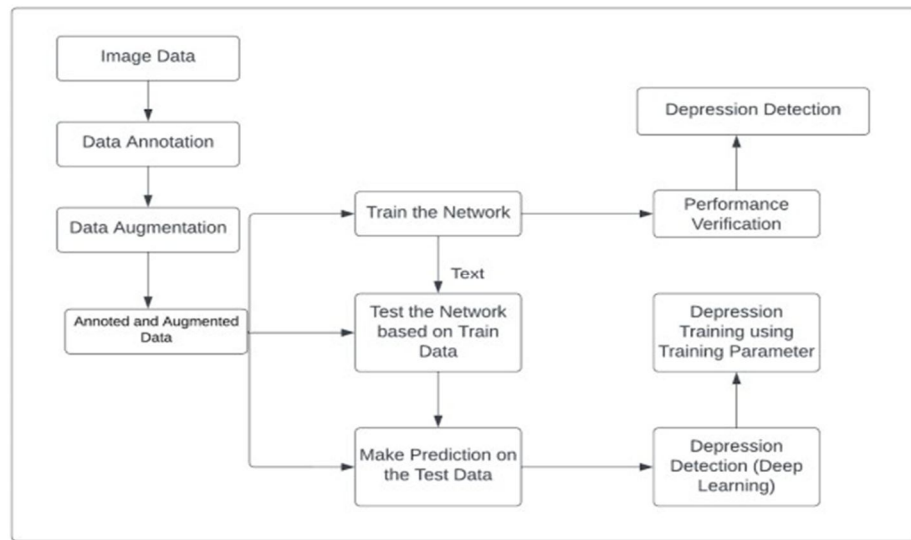 Image Data
Data Annotation
Data Augmentation
Annoted and Augmented
Data
Train the Network
Text
Test the Network
based on Train
Data
Make Prediction on
the Test Data
Depression Detection
Performance
Verification
Depression
Training using
Training Parameter
Depression
Detection (Deep
Learning)